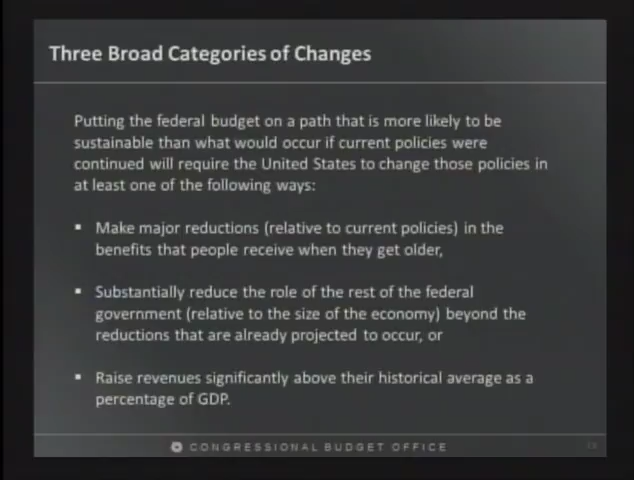 Three Broad Categories of Changes
Putting the federal budget on a path that is more likely to be
sustainable than what would occur if current policies were
continued will require the United States to change those policies in
at least one of the following ways:
▪ Make major reductions (relative to current policies) in the
benefits that people receive when they get older,
▪ Substantially reduce the role of the rest of the federal
government (relative to the size of the economy) beyond the
reductions that are already projected to occur, or
▪ Raise revenues significantly above their historical average as a
percentage of GDP.
CONGRESSIONAL BUDGET OFFICE